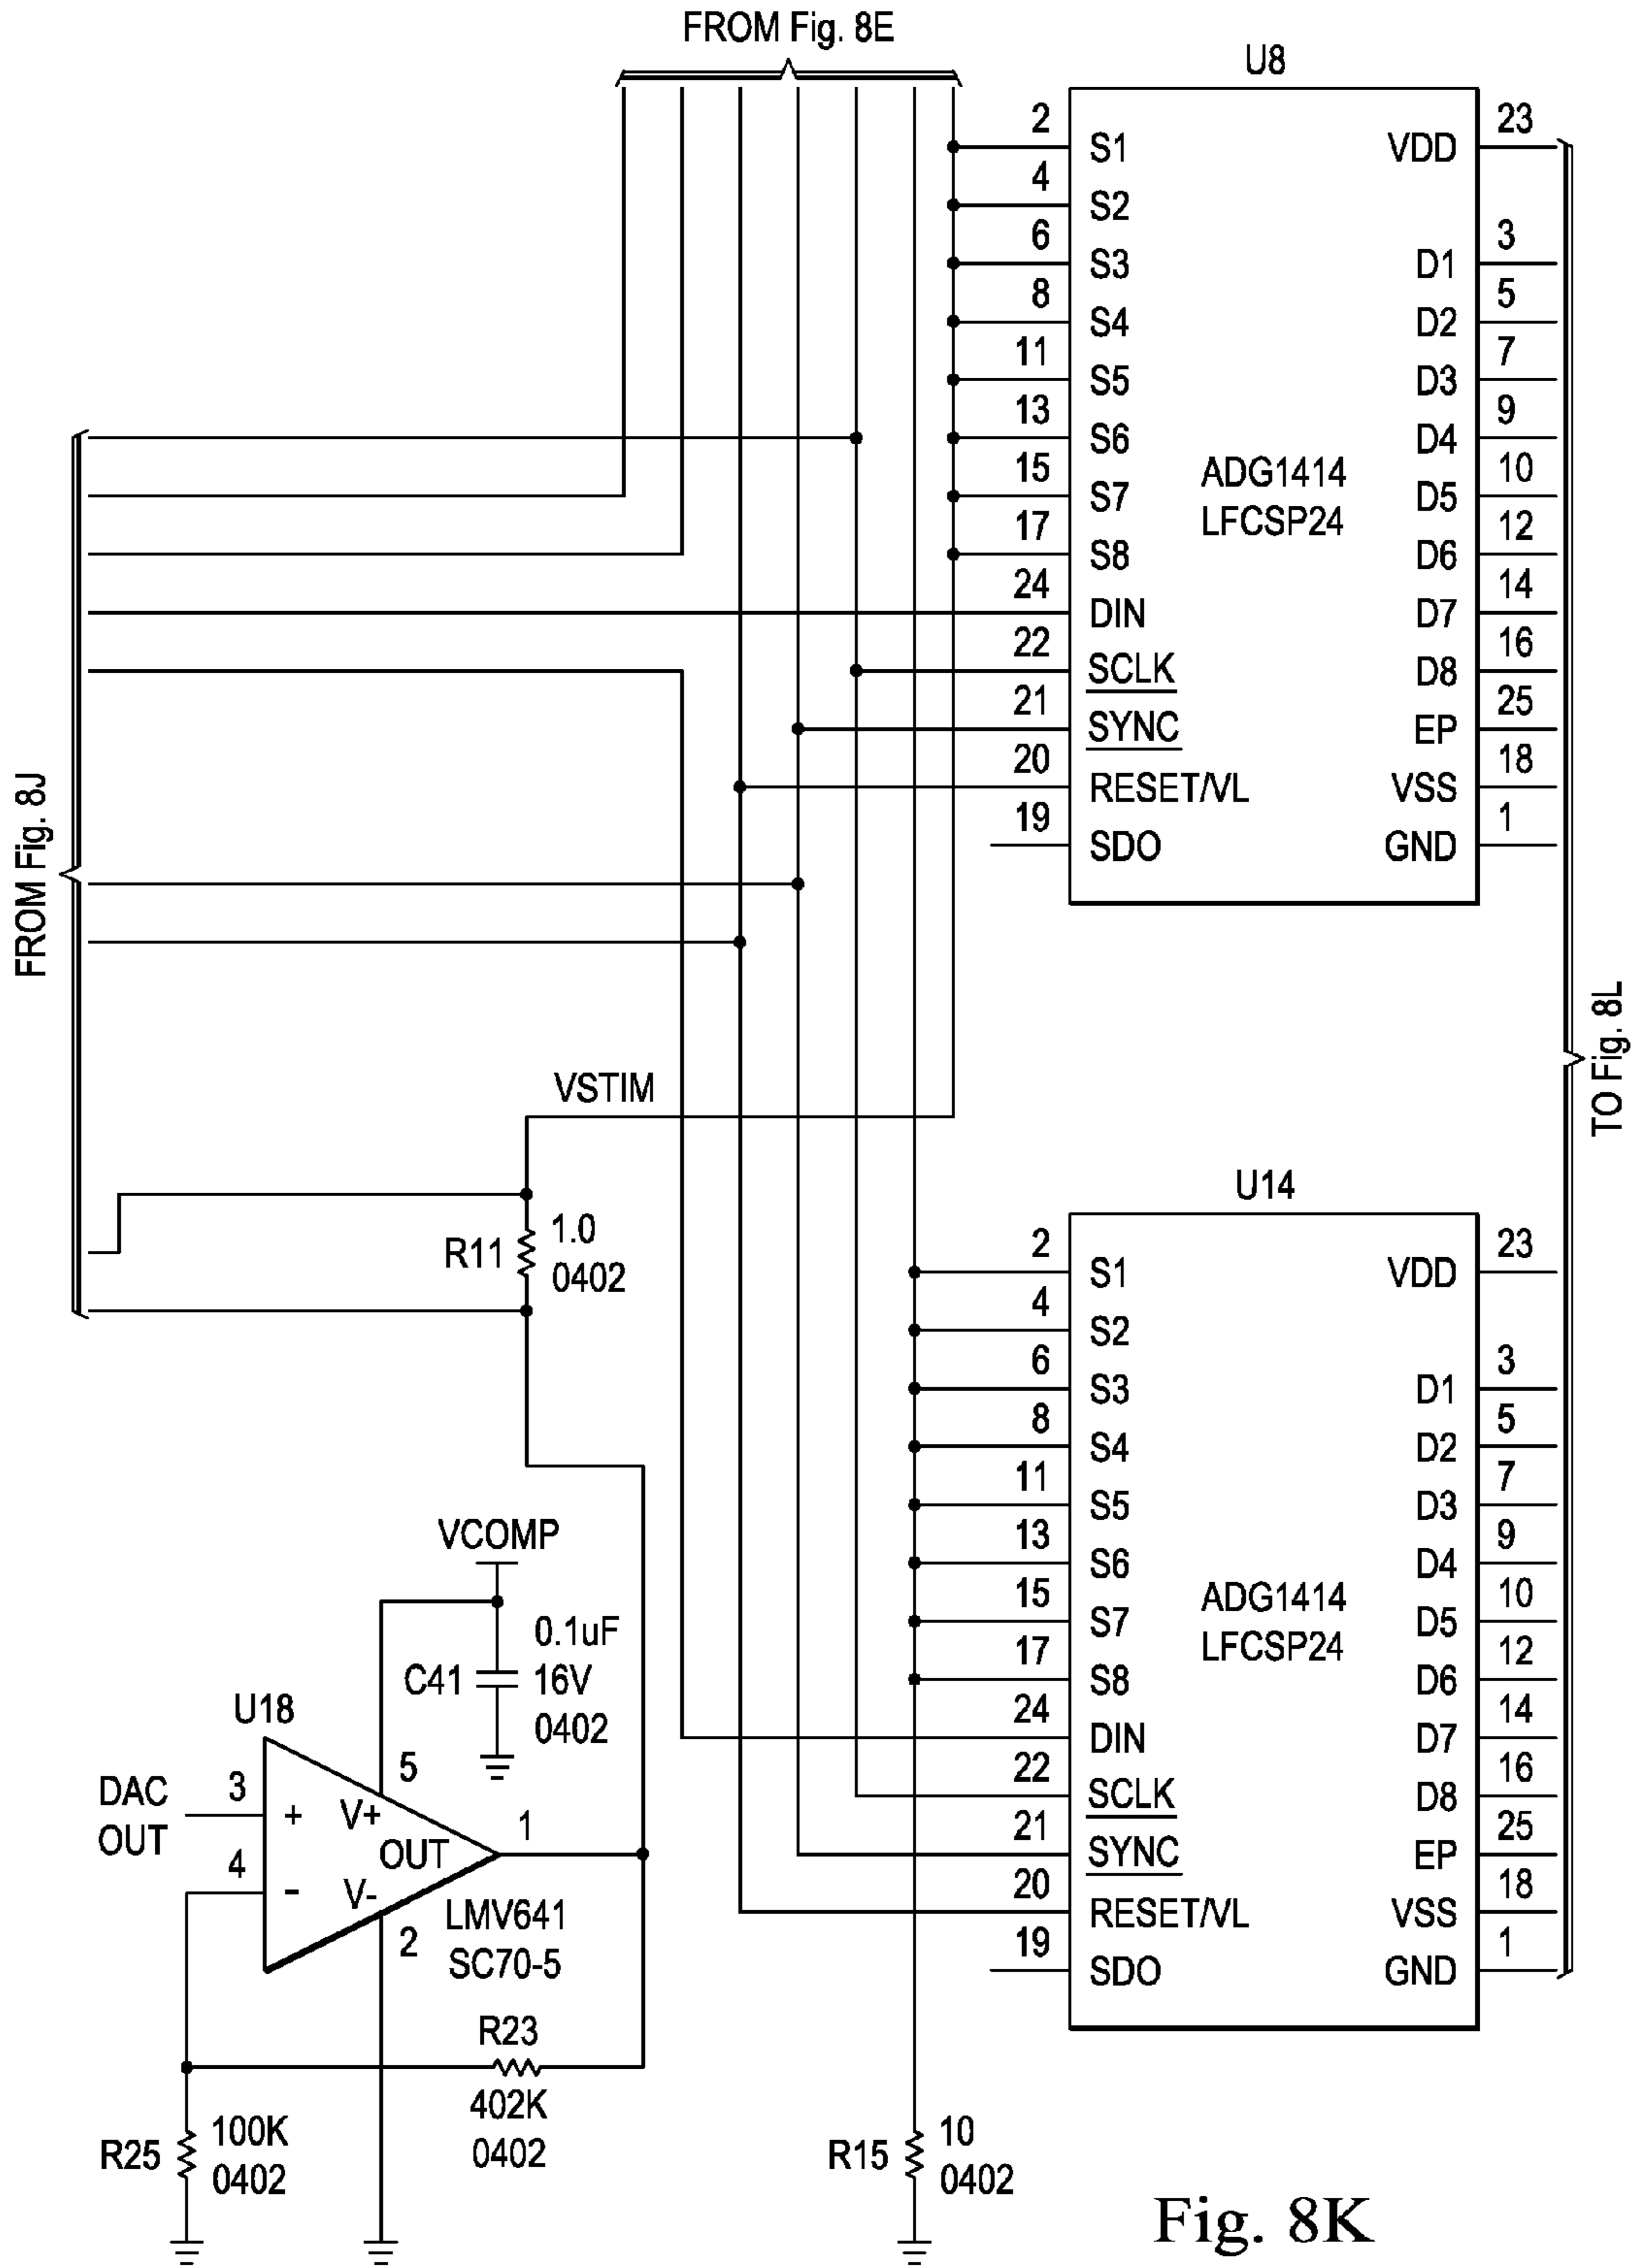 FROM Fig. 8E
U8
2
S1
4
S2
6
S3
8
S4
11
S5
13
S6
15
S7
17
S8
24
DIN
22
SCLK
21
SYNC
20
RESET/VL
19
SDO
ADG1414
LFCSP24
23
VDD
3
D1
5
D2
7
D3
9
D4
10
D5
12
D6
14
D7
16
D8
25
EP
18
VSS
1
GND
FROM Fig. 8J
TO Fig. 8L
VSTIM
R11
1.0
0402
U14
2
S1
4
S2
6
S3
8
S4
11
S5
13
S6
15
S7
17
S8
24
DIN
22
SCLK
21
SYNC
20
RESET/VL
19
SDO
ADG1414
LFCSP24
23
VDD
3
D1
5
D2
7
D3
9
D4
10
D5
12
D6
14
D7
16
D8
25
EP
18
VSS
1
GND
VCOMP
C41
0.1uF
16V
0402
U18
DAC
OUT
3
+
4
-
5
V+
OUT
1
V-
2
LMV641
SC70-5
R23
402K
0402
R25
100K
0402
R15
10
0402
Fig. 8K